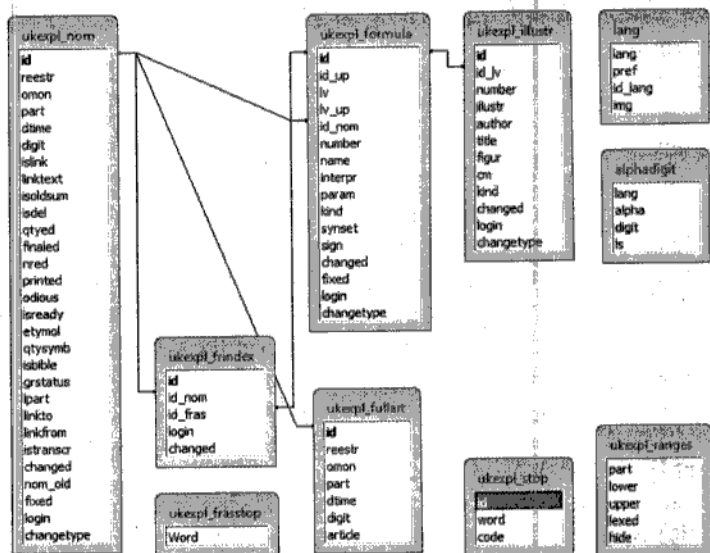 ukexpl_nom
id
reestr
omon
part
dtime
digit
islink
linktext
isoldsum
isdel
qtyed
finaled
nred
printed
odious
isready
etymol
qtysymb
isbible
grstatus
lpart
linkto
linkfrom
istranscr
changed
nom_old
fixed
login
changetype
ukexpl_frindex
id
id_nom
id_fras
login
changed
ukexpl_frasstop
Word
ukexpl_formula
id
id_up
lv
lv_up
id_nom
number
name
interpr
param
kind
synset
sign
changed
fixed
login
changetype
ukexpl_fullart
id
reestr
omon
part
dtime
digit
article
ukexpl_illustr
id
id_lv
number
illustr
author
title
figur
cm
kind
changed
login
changetype
ukexpl_stop
word
code
lang
lang
pref
id_lang
img
alphadigit
lang
alpha
digit
ls
ukexpl_ranges
part
lower
upper
lexed
hide